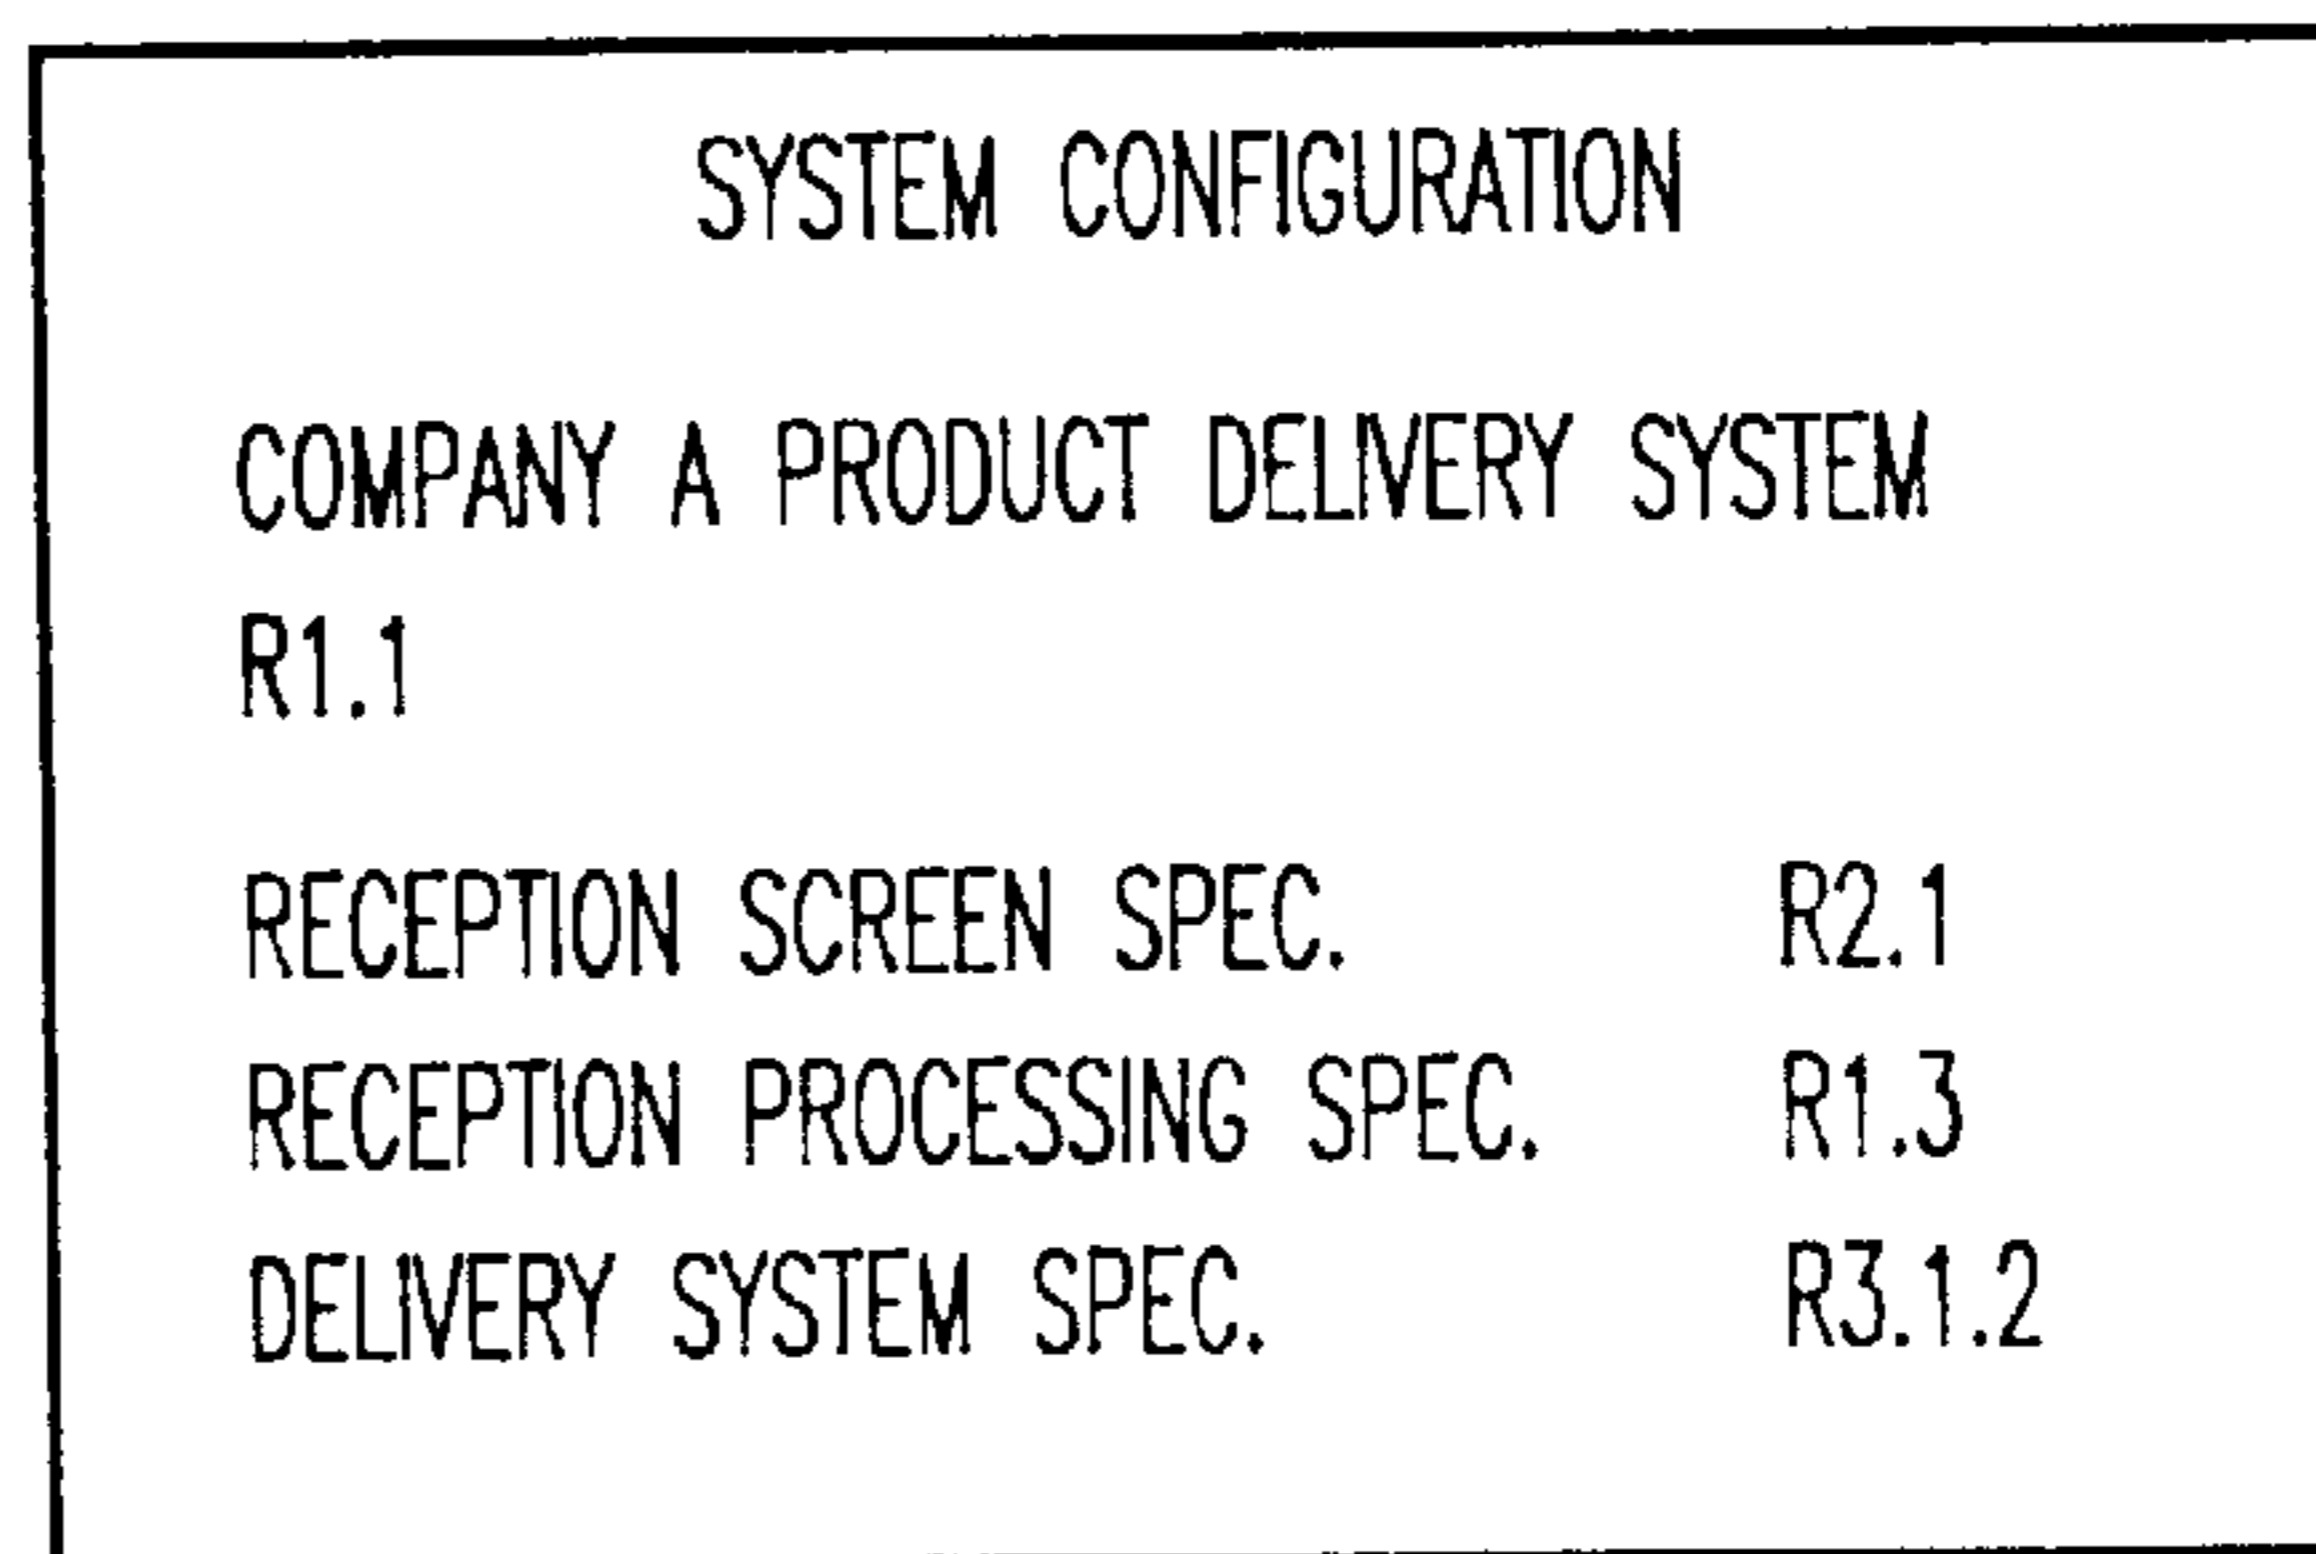 SYSTEM CONFIGURATION
COMPANY A PRODUCT DELIVERY SYSTEM
R1.1
RECEPTION SCREEN SPEC. R2.1
RECEPTION PROCESSING SPEC. R1.3
DELIVERY SYSTEM SPEC. R3.1.2